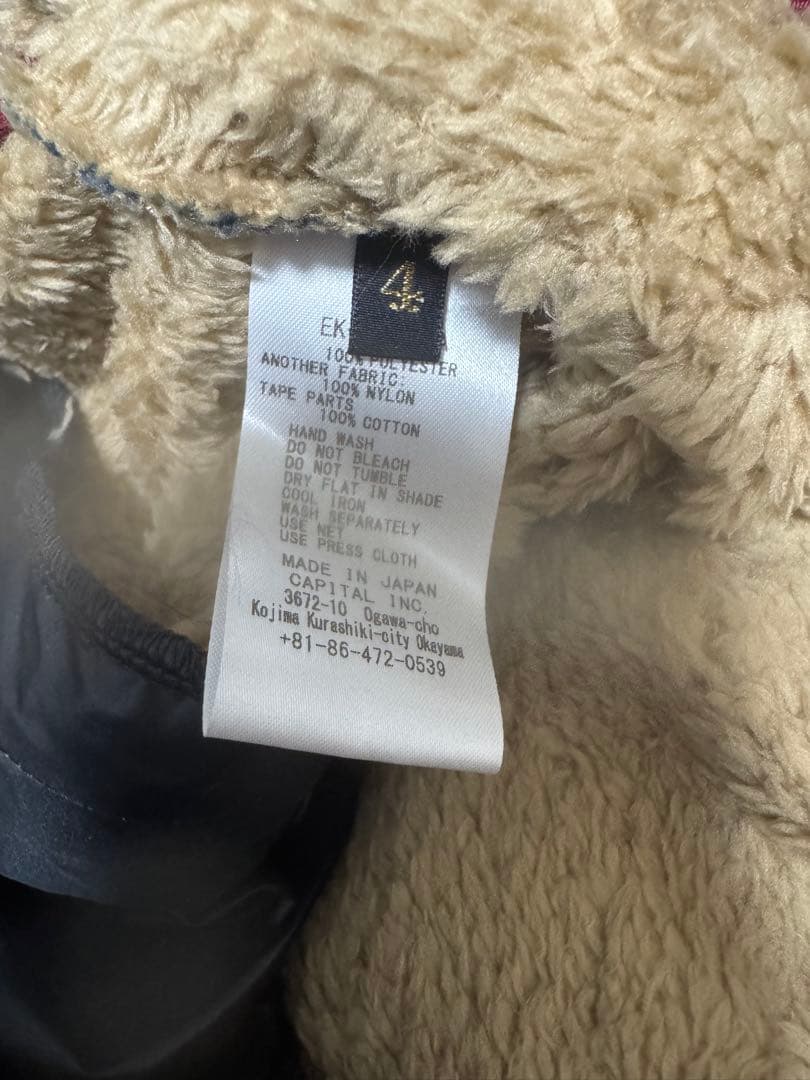 4
EK
100% POLYESTER
ANOTHER FABRIC.
100% NYLON
TAPE PARTS
100% COTTON
HAND WASH
DO NOT BLEACH
DO NOT TUMBLE
DRY FLAT IN SHADE
COOL IRON
WASH SEPARATELY
USE NET
USE PRESS CLOTH
MADE IN JAPAN
CAPITAL INC.
3672-10 Ogawa-cho
Kojima Kurashiki-city Okayama
+81-86-472-0539